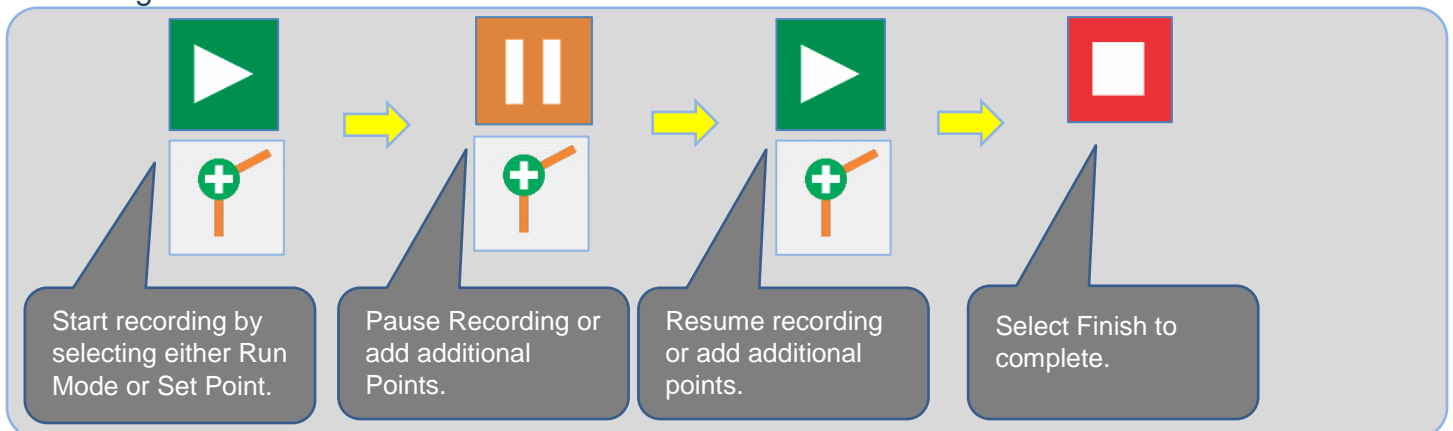 Start recording by
selecting either Run
Mode or Set Point.
Pause Recording or
add additional
Points.
Resume recording
or add additional
points.
Select Finish to
complete.